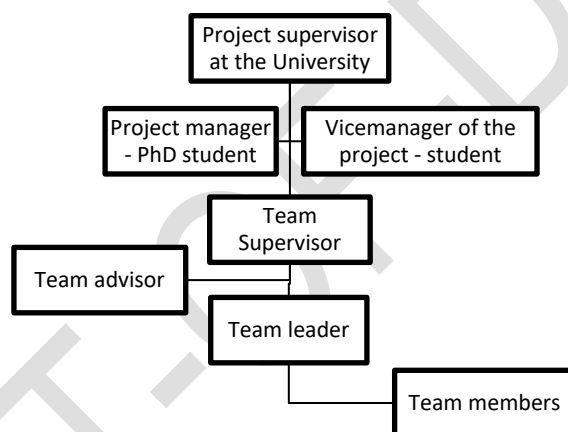 Project supervisor
at the University
Project manager
- PhD student
Vicemanager of the
project - student
Team
Supervisor
Team advisor
Team leader
Team members